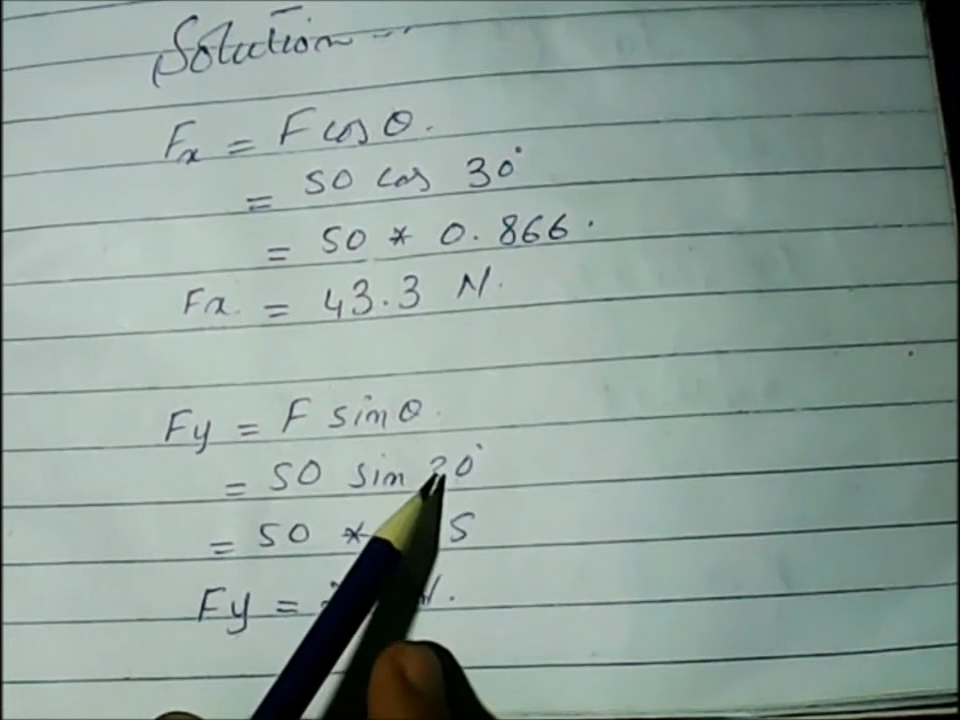 Solution---
Fx = F cos θ.
= 50 cos 30°
= 50 * 0.866.
Fx. = 43.3 N.
Fy = F sin θ.
= 50 sin 30°
= 50 * 5
Fy = N.